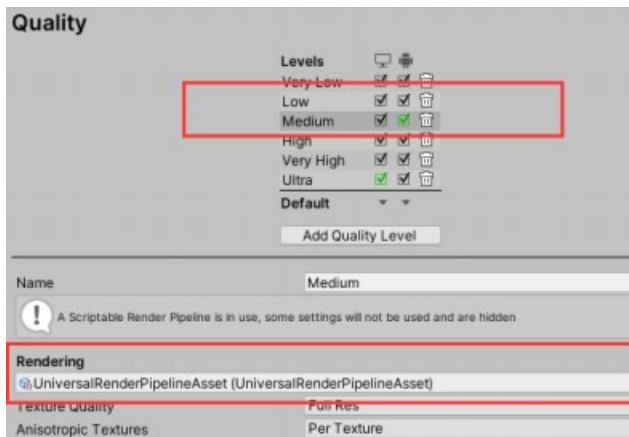 Quality
Levels
Very Low
Low
Medium
High
Very High
Ultra
Default
Add Quality Level
Name Medium
A Scriptable Render Pipeline is in use, some settings will not be used and are hidden
Rendering
UniversalRenderPipelineAsset (UniversalRenderPipelineAsset)
Texture Quality Full Res
Anisotropic Textures Per Texture